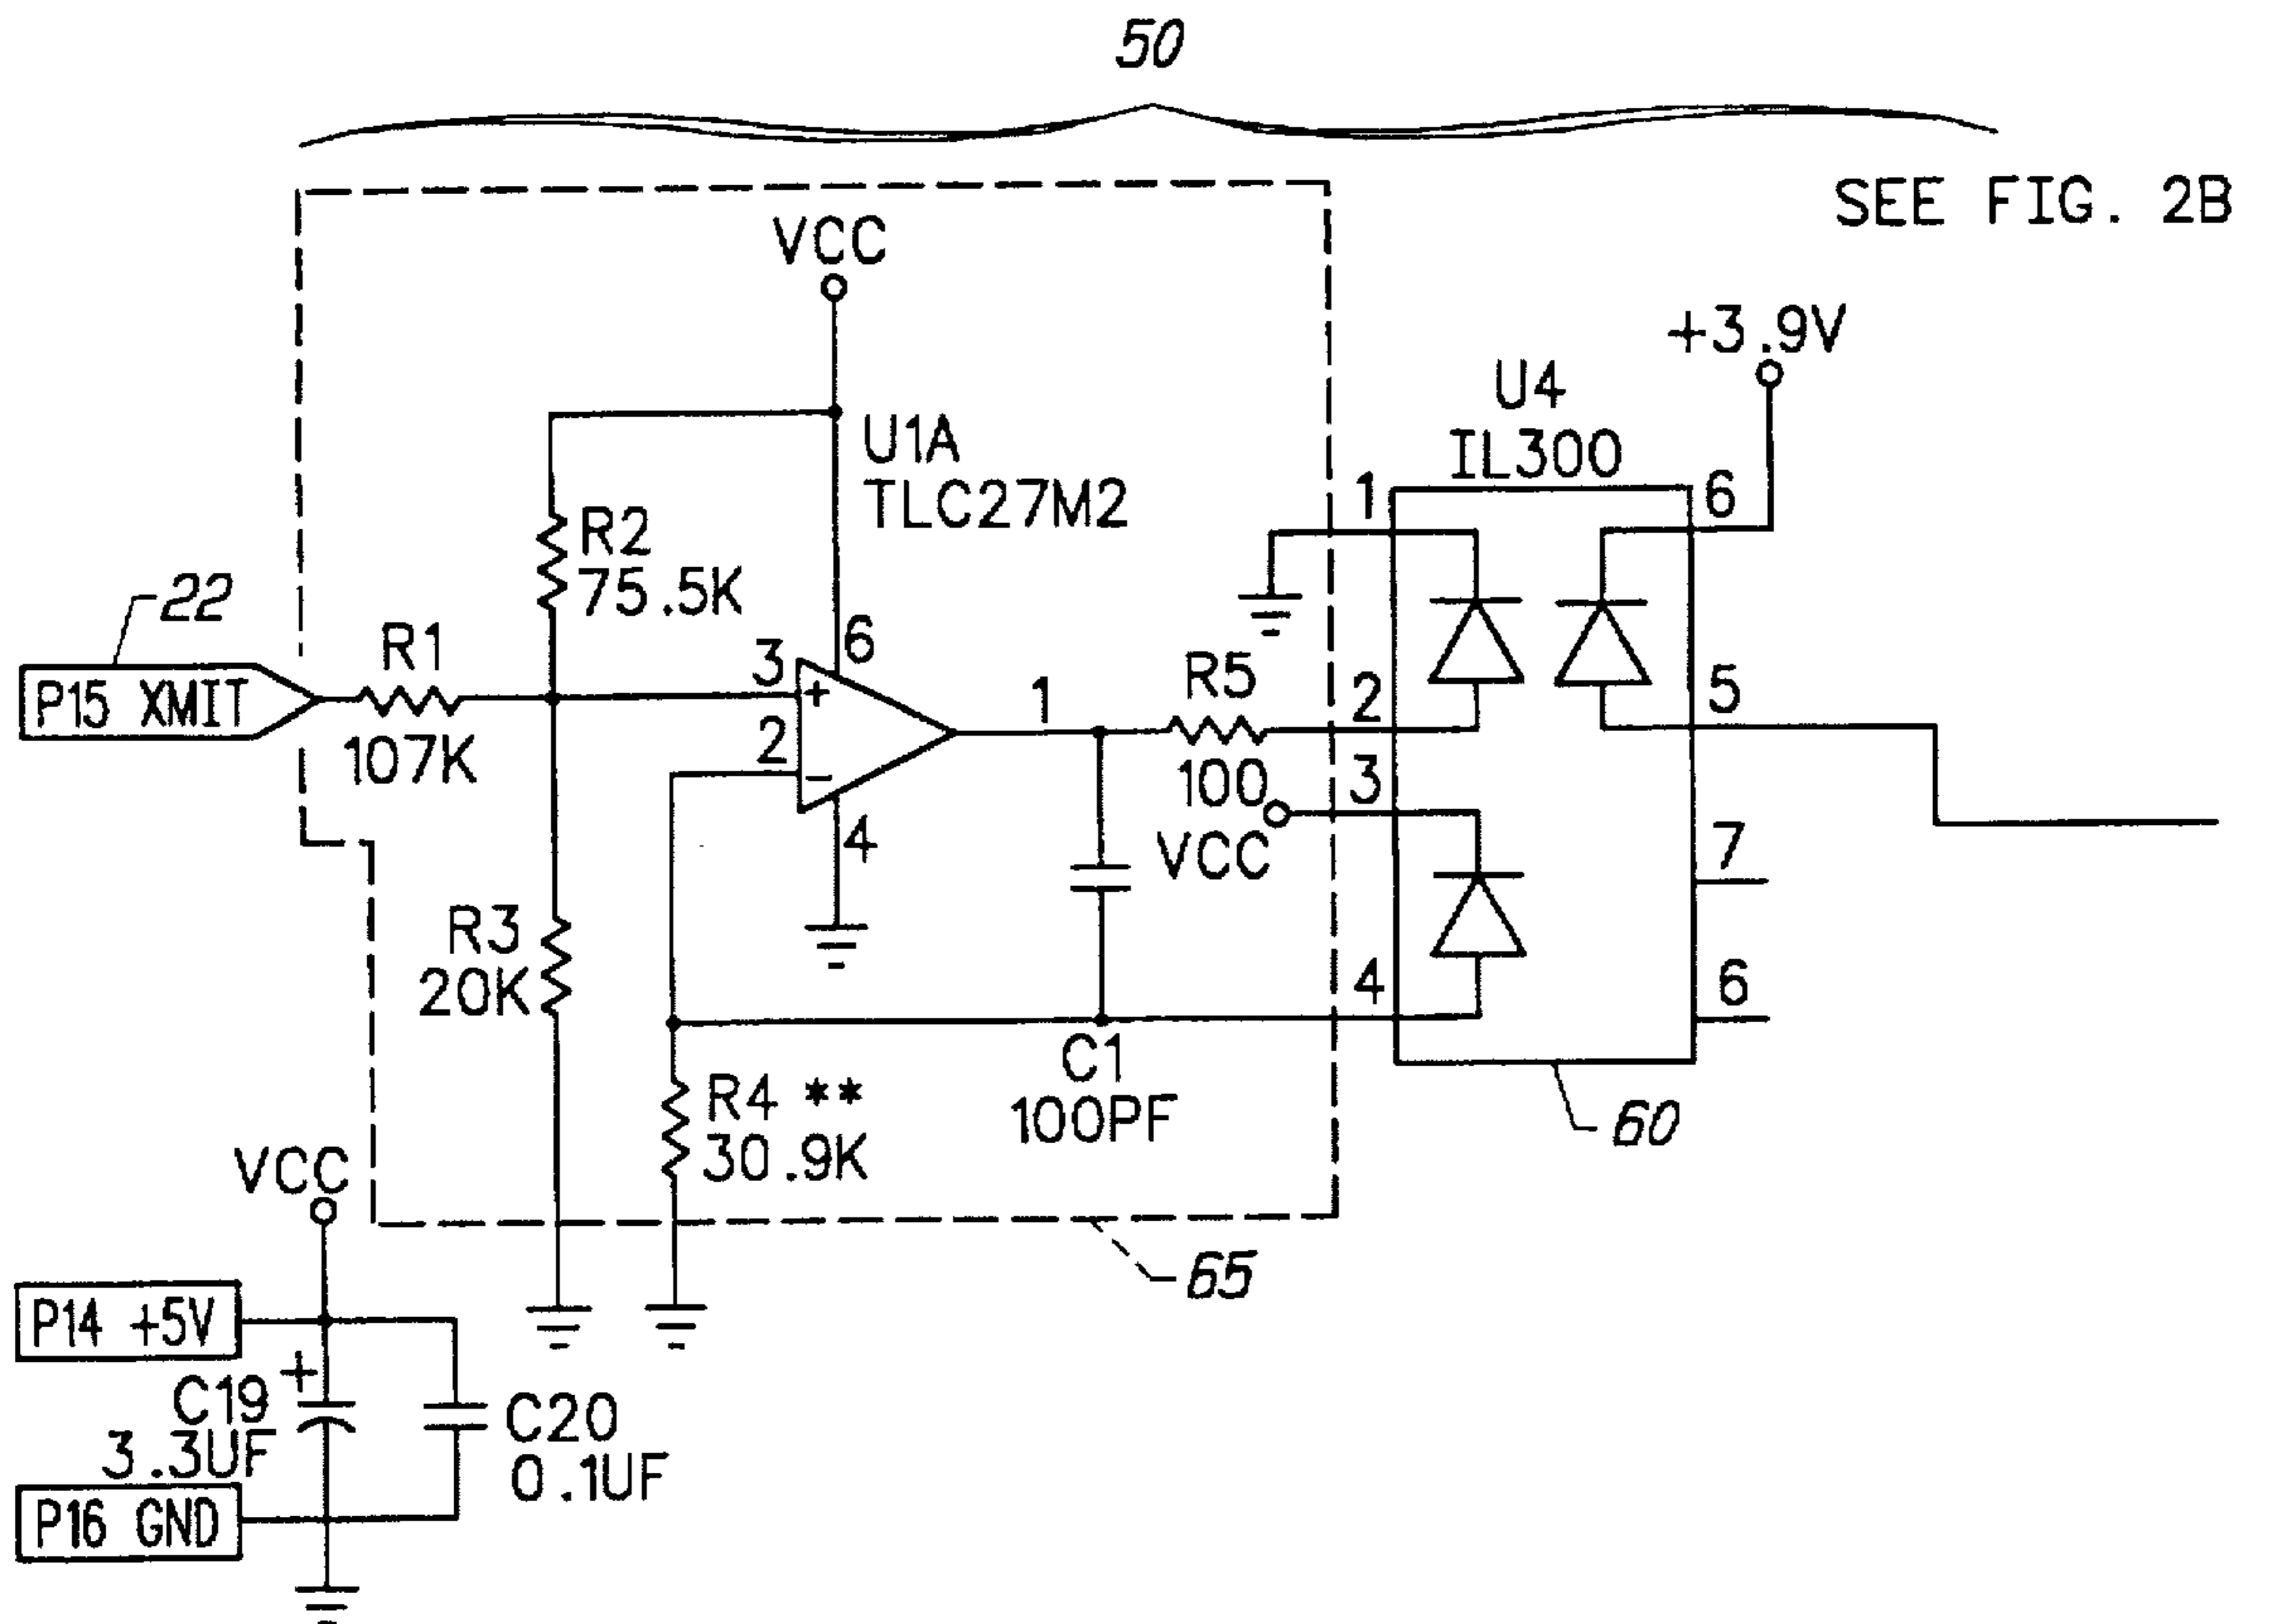 50
SEE FIG. 2B
VCC
+3.9V
U1A
TLC27M2
U4
IL300
1
6
R2
75.5K
22
P15 XMIT
R1
107K
3
+
6
2
−
4
1
R5
100
2
3
VCC
5
7
6
4
R3
20K
C1
100PF
R4 **
30.9K
60
65
VCC
P14 +5V
+
C19
3.3UF
C20
0.1UF
P16 GND